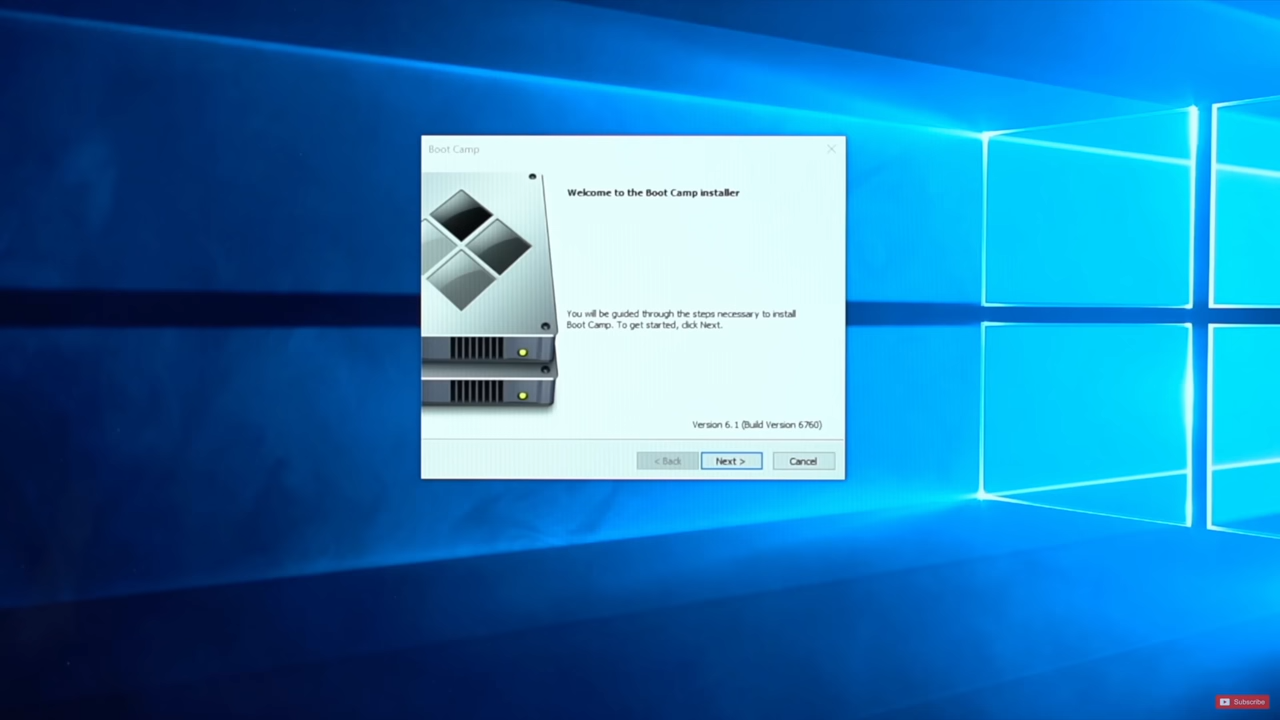 Boot Camp
Welcome to the Boot Camp installer
You will be guided through the steps necessary to install
Boot Camp. To get started, click Next.
Version 6.1 (Build Version 6760)
< Back
Next >
Cancel
Subscribe